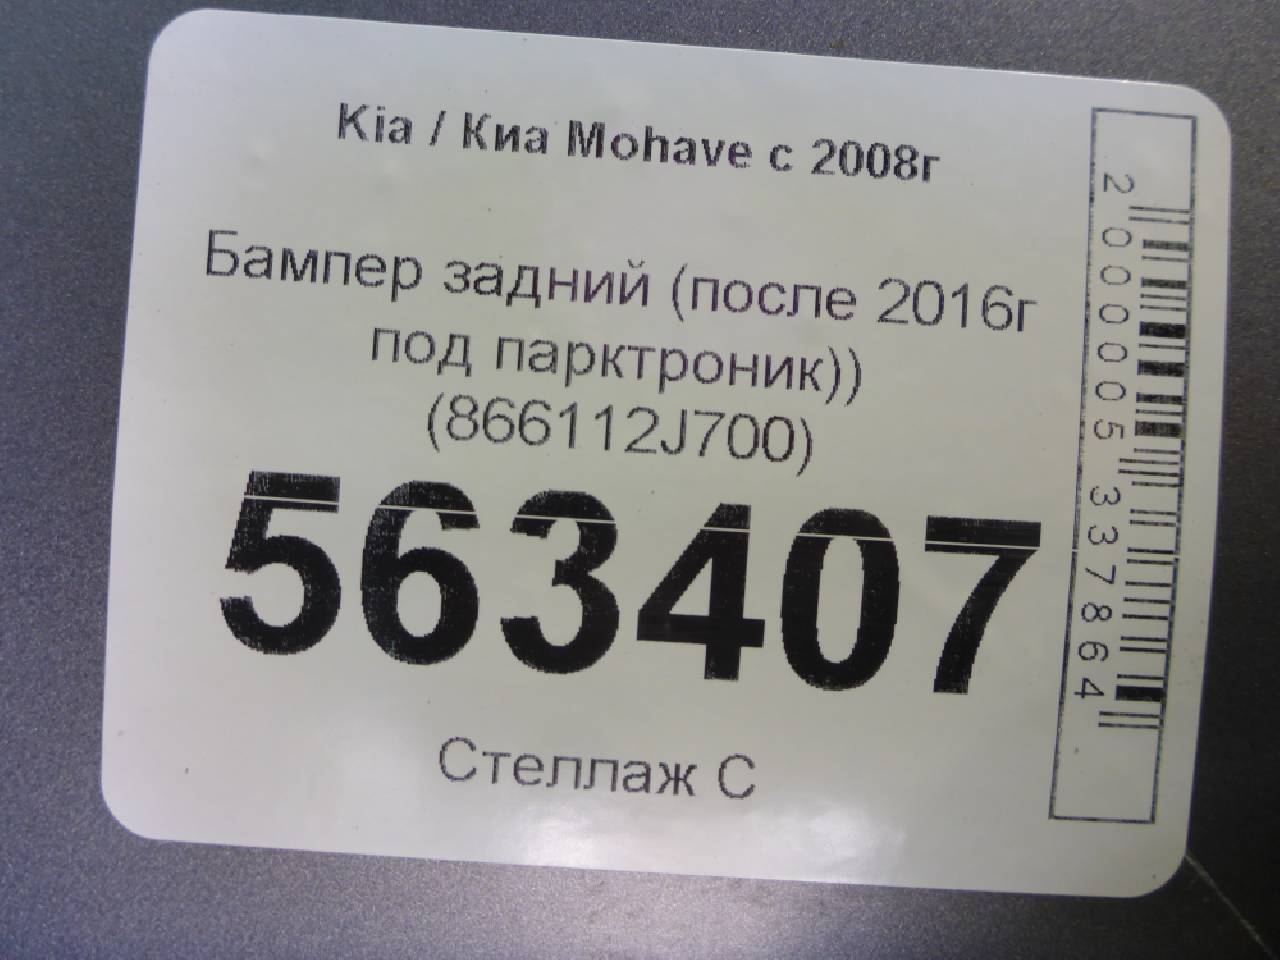 Kia / Киа Mohave с 2008г
Бампер задний (после 2016г
под парктроник))
(866112J700)
563407
Стеллаж С
2000005337864